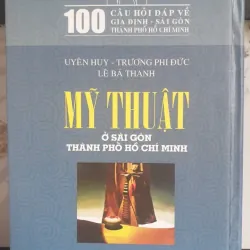 100 CÂU HỎI ĐÁP VỀ
GIA ĐỊNH - SÀI GÒN
THÀNH PHỐ HỒ CHÍ MINH
UYÊN HUY - TRƯƠNG PHI ĐỨC
LÊ BÁ THANH
MỸ THUẬT
Ở SÀI GÒN
THÀNH PHỐ HỒ CHÍ MINH